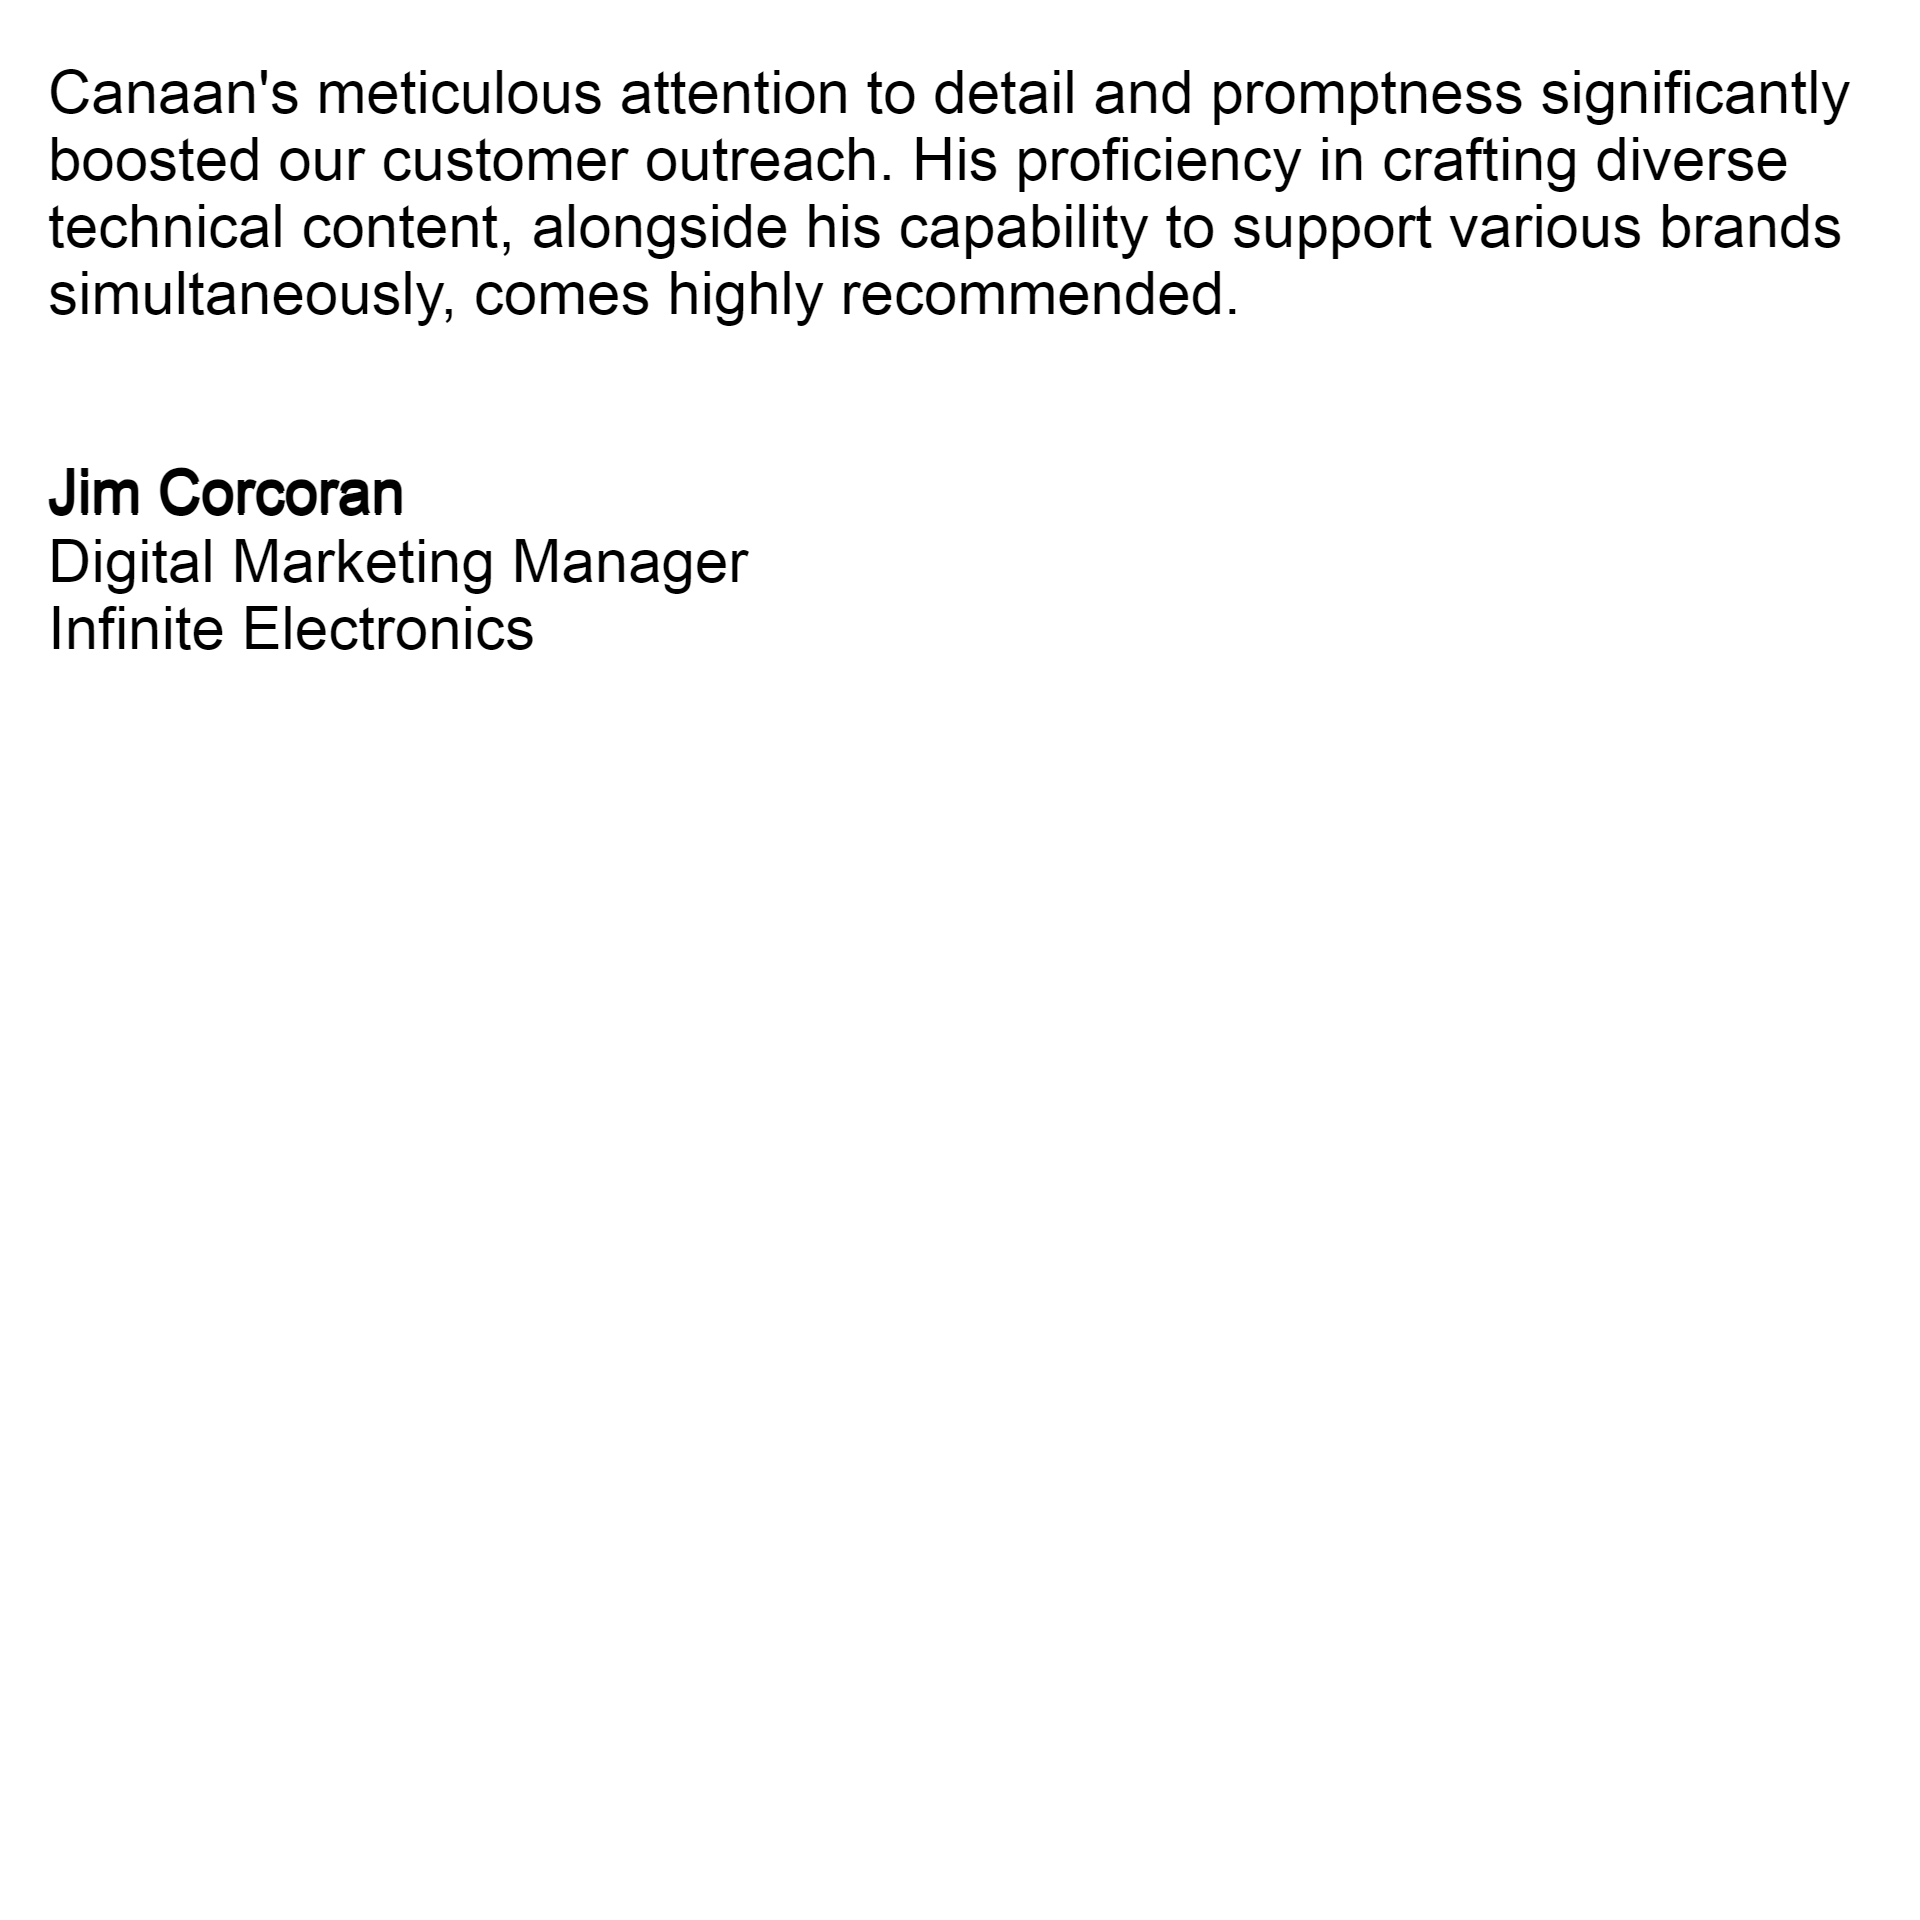 Canaan's meticulous attention to detail and promptness significantly
boosted our customer outreach. His proficiency in crafting diverse
technical content, alongside his capability to support various brands
simultaneously, comes highly recommended.
Jim Corcoran
Digital Marketing Manager
Infinite Electronics